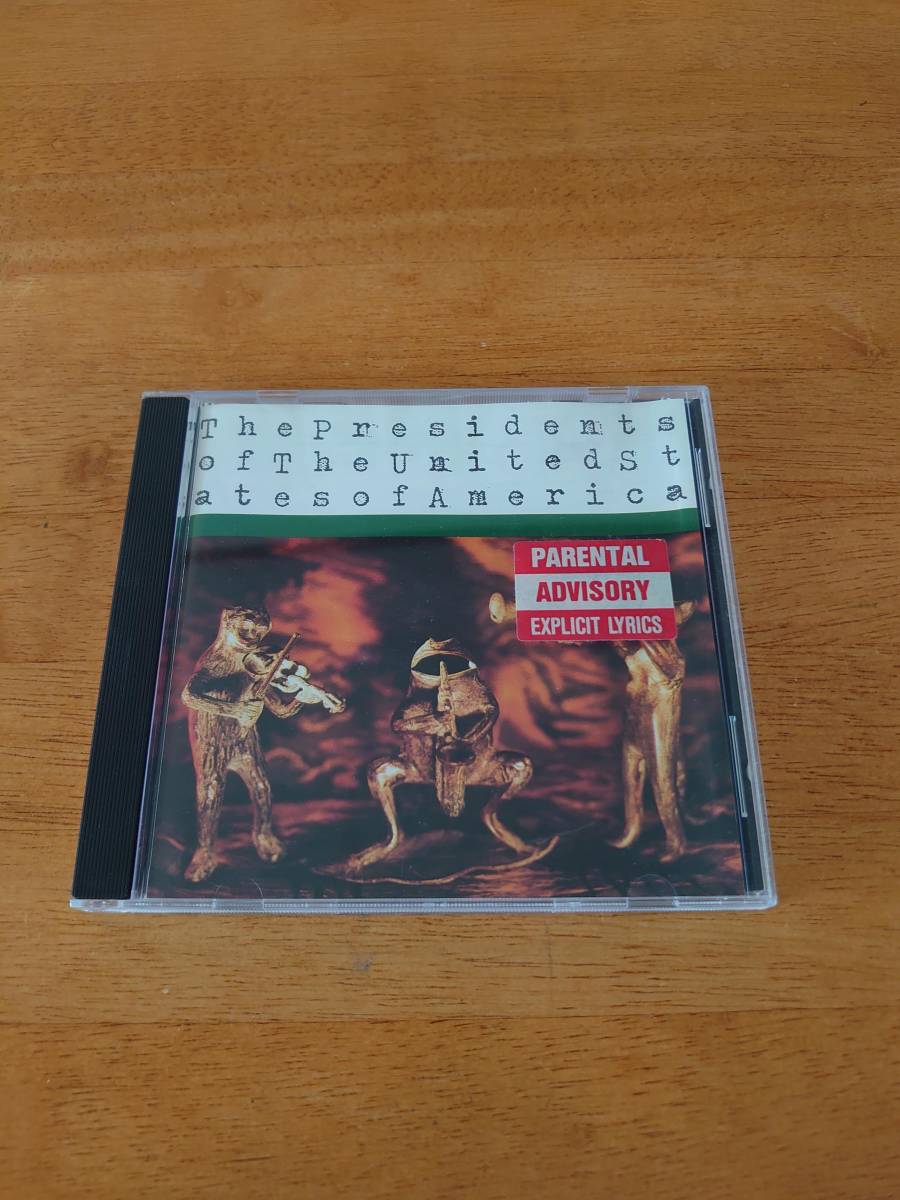 ThePresidents
ofTheUnitedSt
atesofAmerica
PARENTAL
ADVISORY
EXPLICIT LYRICS